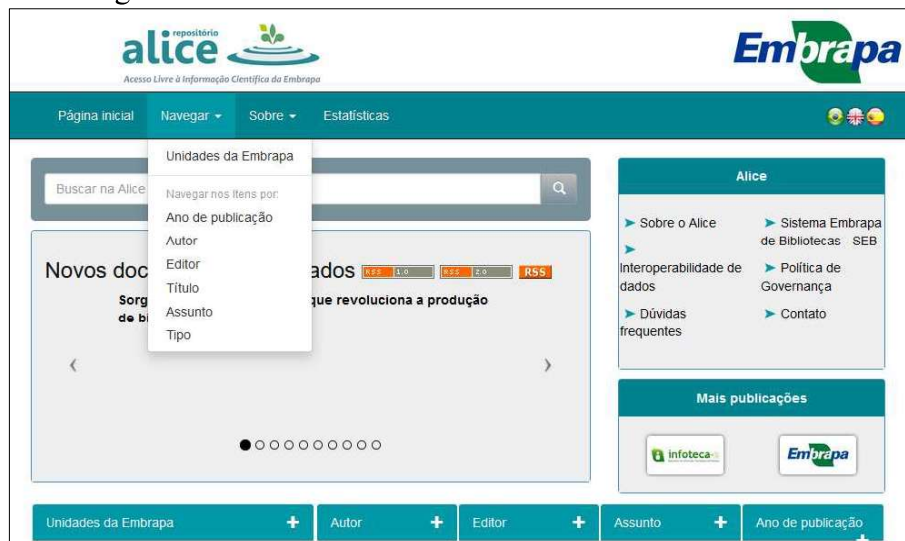 repositório
alice
Acesso Livre à Informação Científica da Embrapa
Embrapa
Página inicial Navegar Sobre Estatísticas
Unidades da Embrapa
Navegar nos itens por:
Ano de publicação
Autor
Editor
Título
Assunto
Tipo
Buscar na Alice
Novos doc ados RSS 1.0 RSS 2.0 RSS
Sorg que revoluciona a produção
de bi
Alice
Sobre o Alice
Interoperabilidade de
dados
Dúvidas
frequentes
Sistema Embrapa
de Bibliotecas SEB
Política de
Governança
Contato
Mais publicações
infoteca-e
Embrapa
Unidades da Embrapa + Autor + Editor + Assunto + Ano de publicação +